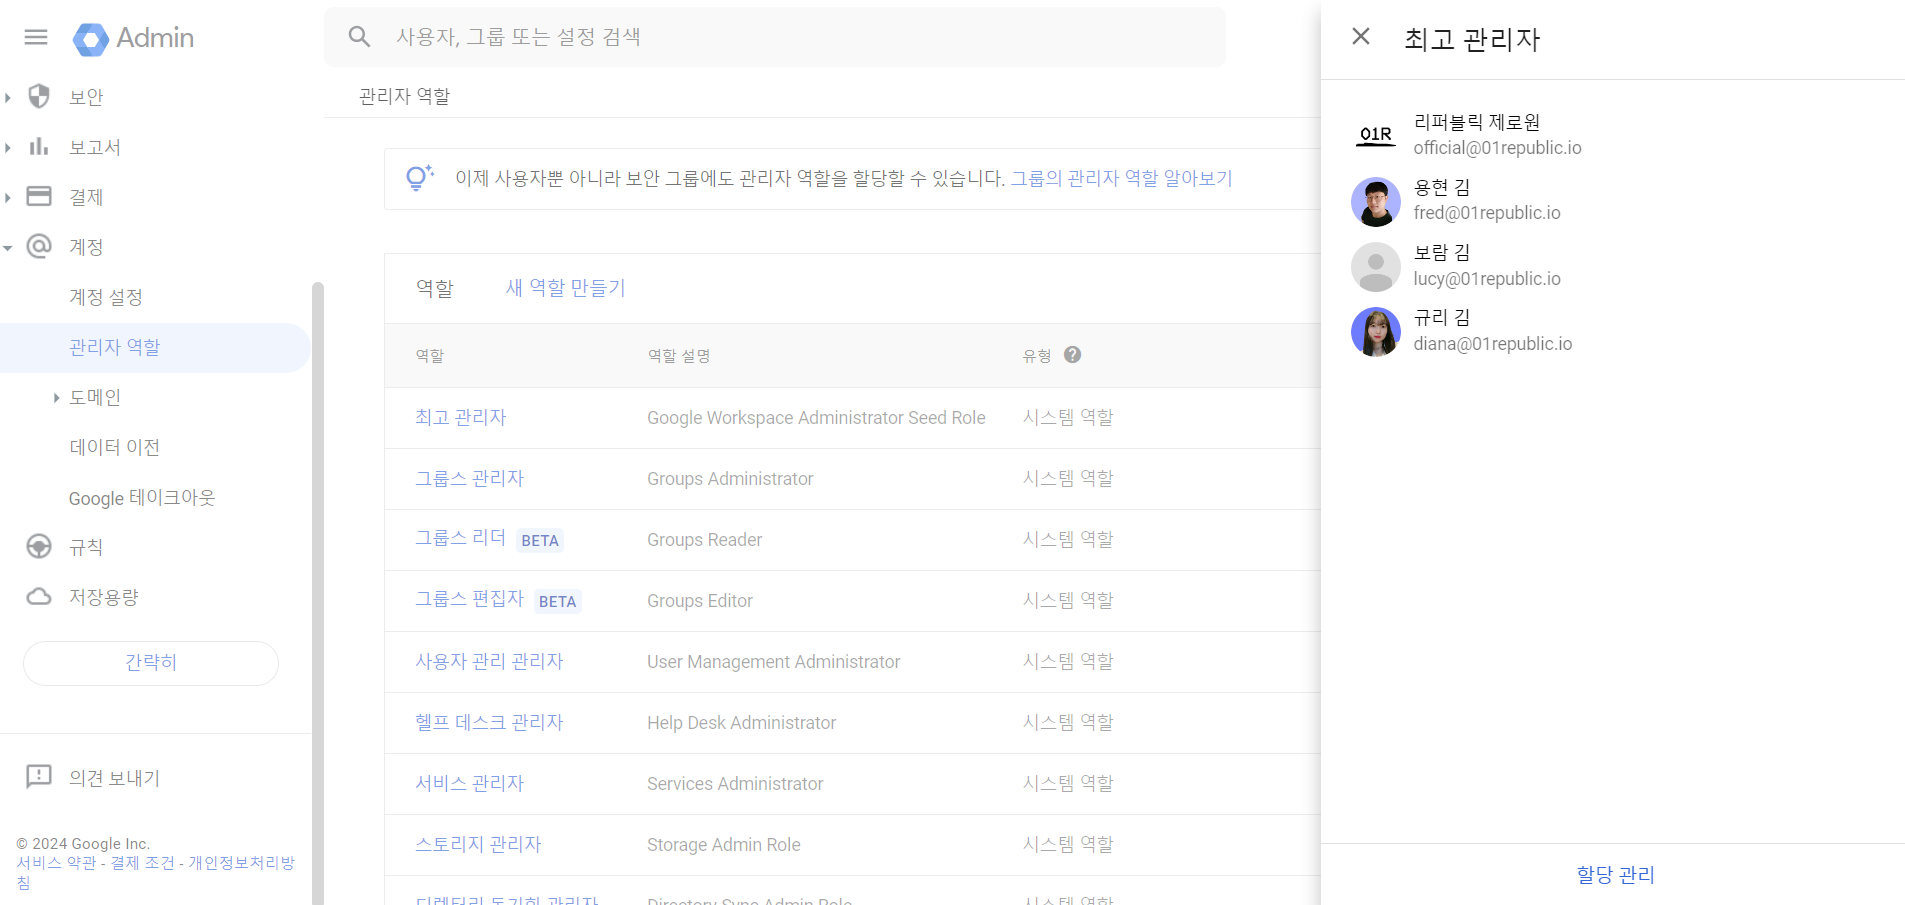 Admin
사용자, 그룹 또는 설정 검색
최고 관리자
보안
보고서
결제
계정
계정 설정
관리자 역할
도메인
데이터 이전
Google 테이크아웃
규칙
저장용량
간략히
의견 보내기
© 2024 Google Inc.
서비스 약관 - 결제 조건 - 개인정보처리방
침
관리자 역할
이제 사용자뿐 아니라 보안 그룹에도 관리자 역할을 할당할 수 있습니다. 그룹의 관리자 역할 알아보기
역할 새 역할 만들기
역할 역할 설명 유형 ?
최고 관리자 Google Workspace Administrator Seed Role 시스템 역할
그룹스 관리자 Groups Administrator 시스템 역할
그룹스 리더 BETA Groups Reader 시스템 역할
그룹스 편집자 BETA Groups Editor 시스템 역할
사용자 관리 관리자 User Management Administrator 시스템 역할
헬프 데스크 관리자 Help Desk Administrator 시스템 역할
서비스 관리자 Services Administrator 시스템 역할
스토리지 관리자 Storage Admin Role 시스템 역할
디렉터리 동기화 관리자 Directory Sync Admin Role 시스템 역할
01R
리퍼블릭 제로원
official@01republic.io
용현 김
fred@01republic.io
보람 김
lucy@01republic.io
규리 김
diana@01republic.io
할당 관리